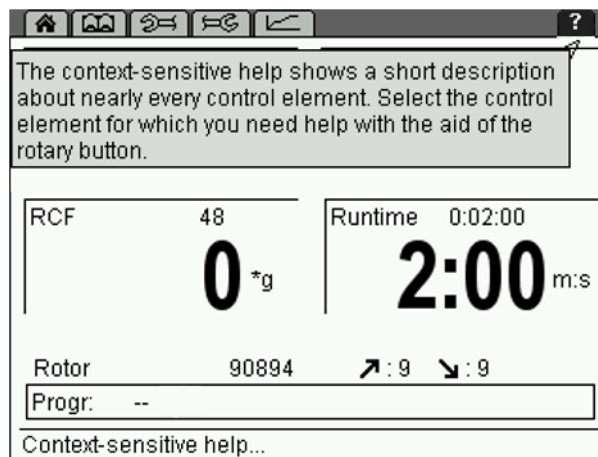 ?
The context-sensitive help shows a short description
about nearly every control element. Select the control
element for which you need help with the aid of the
rotary button.
RCF 48
0 *g
Runtime 0:02:00
2:00 m:s
Rotor 90894 ↗ : 9 ↘ : 9
Progr: --
Context-sensitive help...